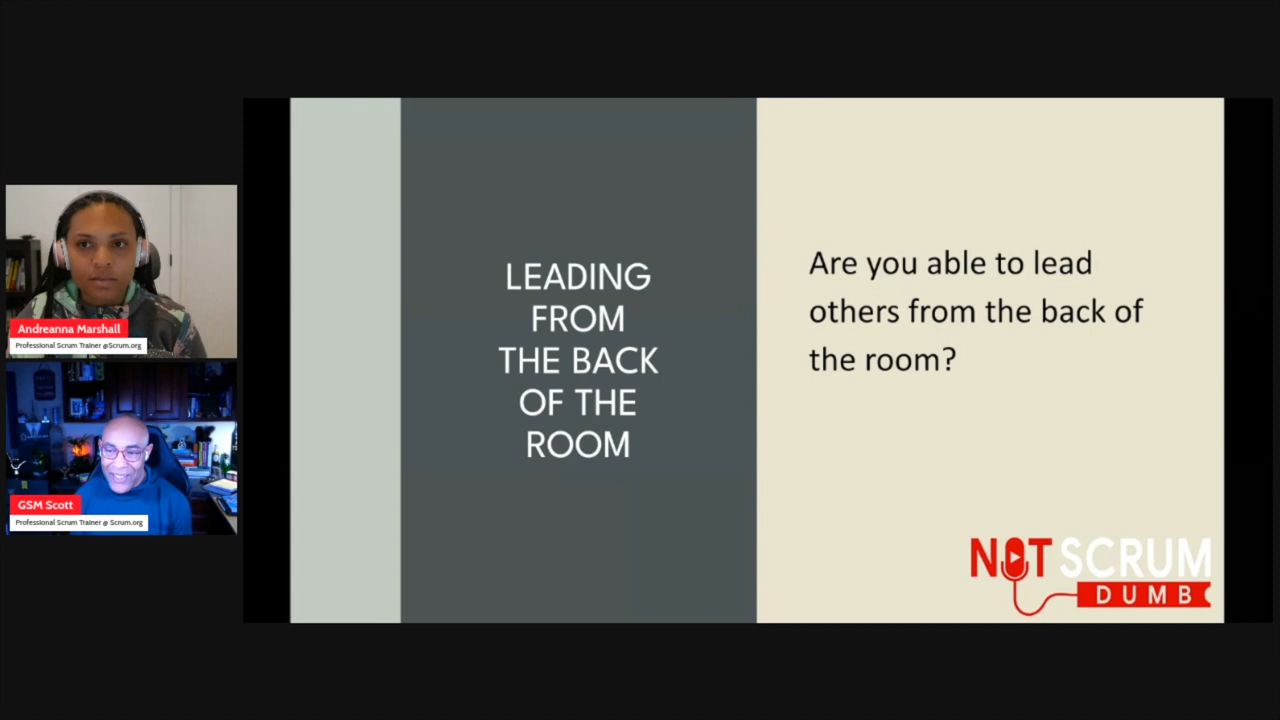 Andreanna Marshall
Professional Scrum Trainer @Scrum.org
GSM Scott
Professional Scrum Trainer @ Scrum.org
LEADING
FROM
THE BACK
OF THE
ROOM
Are you able to lead
others from the back of
the room?
NOT SCRUM
DUMB